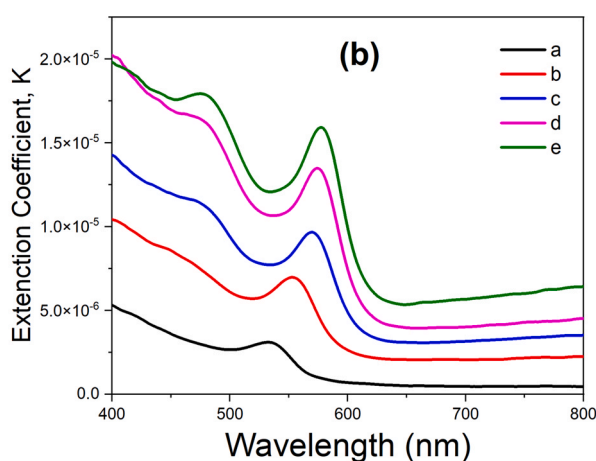 (b)
a
b
c
d
e
Extenction Coefficient, K
2.0×10⁻⁵
1.5×10⁻⁵
1.0×10⁻⁵
5.0×10⁻⁶
0.0
400 500 600 700 800
Wavelength (nm)